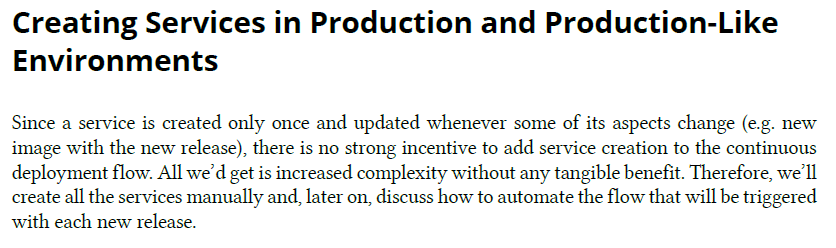 Creating Services in Production and Production-Like
Environments
Since a service is created only once and updated whenever some of its aspects change (e.g. new
image with the new release), there is no strong incentive to add service creation to the continuous
deployment flow. All we’d get is increased complexity without any tangible benefit. Therefore, we’ll
create all the services manually and, later on, discuss how to automate the flow that will be triggered
with each new release.